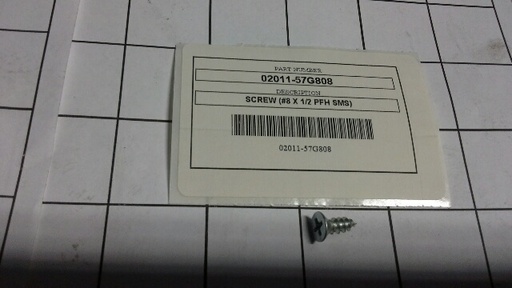 PART NUMBER
02011-57G808
DESCRIPTION
SCREW (#8 X 1/2 PFH SMS)
02011-57G808